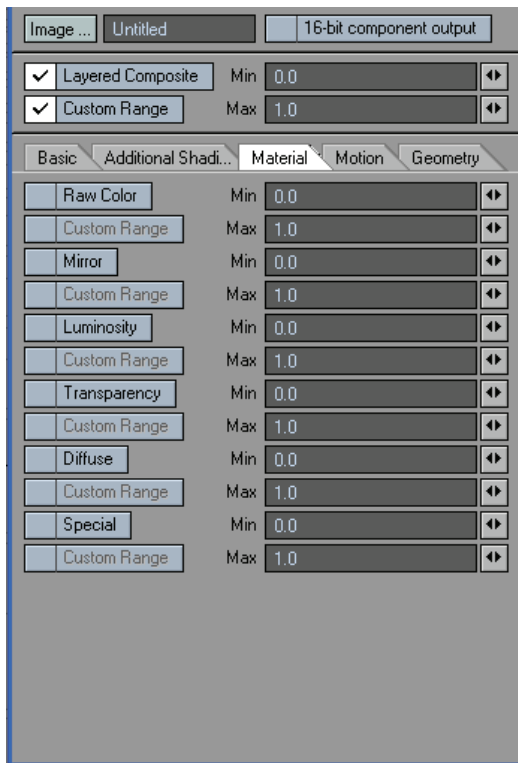 Image ... Untitled 16-bit component output
Layered Composite Min 0.0
Custom Range Max 1.0
Basic Additional Shadi... Material Motion Geometry
Raw Color Min 0.0
Custom Range Max 1.0
Mirror Min 0.0
Custom Range Max 1.0
Luminosity Min 0.0
Custom Range Max 1.0
Transparency Min 0.0
Custom Range Max 1.0
Diffuse Min 0.0
Custom Range Max 1.0
Special Min 0.0
Custom Range Max 1.0